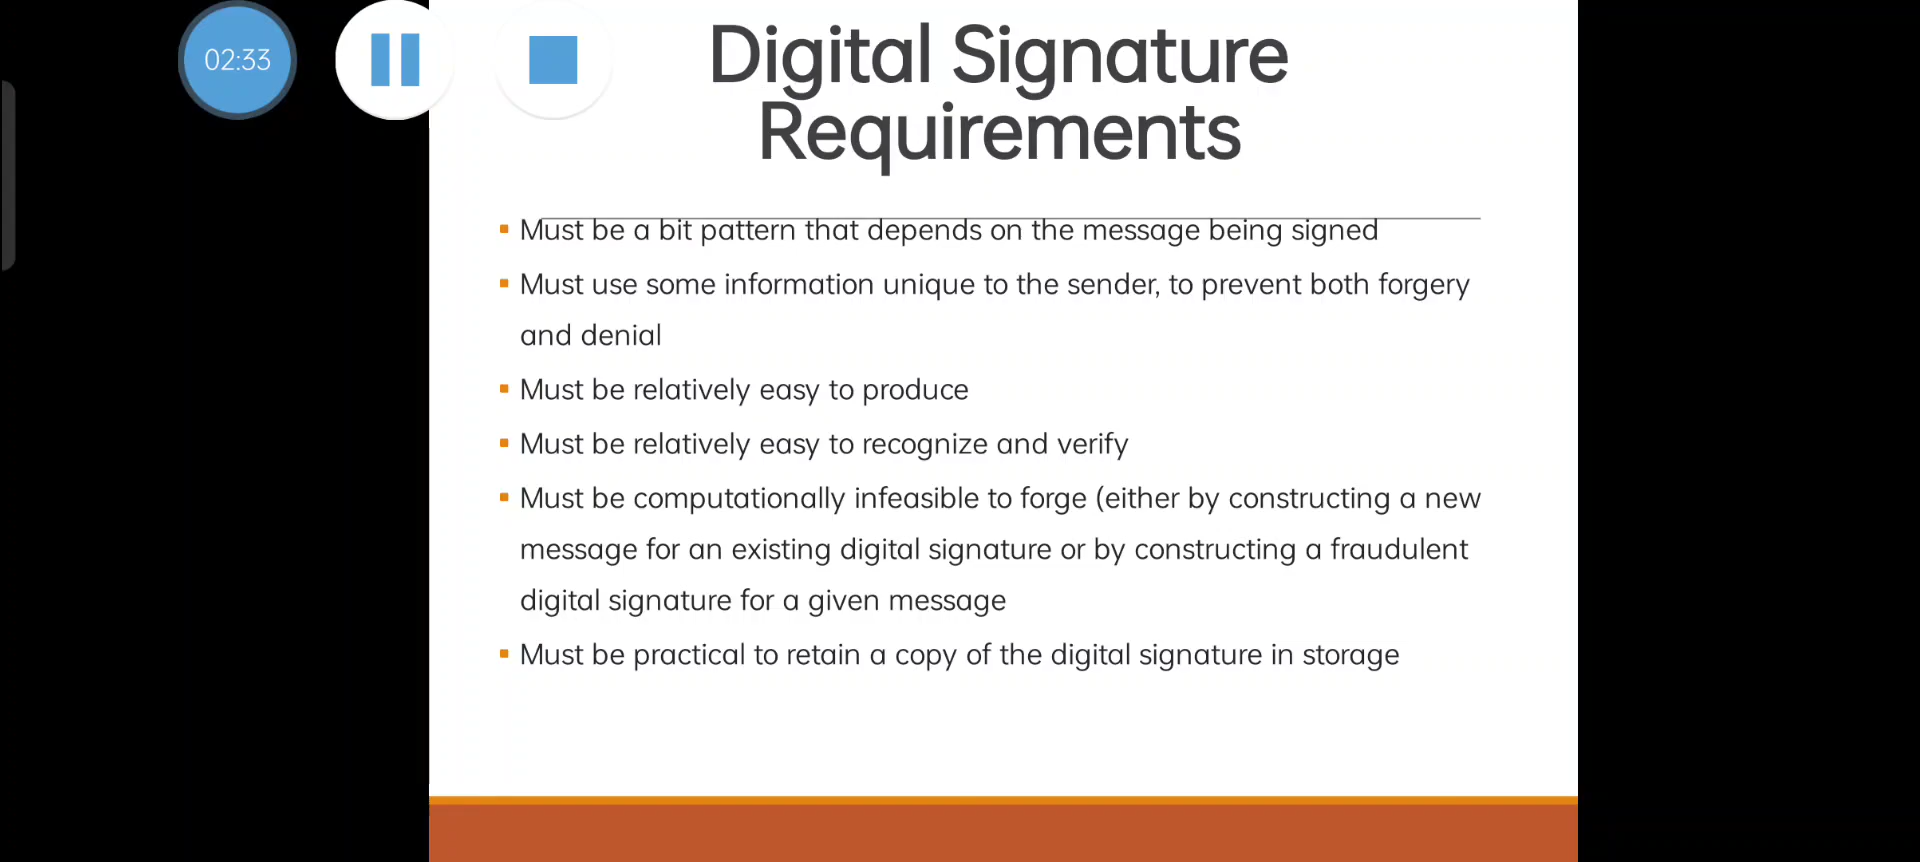 02:33
Digital Signature
Requirements
Must be a bit pattern that depends on the message being signed
Must use some information unique to the sender, to prevent both forgery
and denial
Must be relatively easy to produce
Must be relatively easy to recognize and verify
Must be computationally infeasible to forge (either by constructing a new
message for an existing digital signature or by constructing a fraudulent
digital signature for a given message
Must be practical to retain a copy of the digital signature in storage